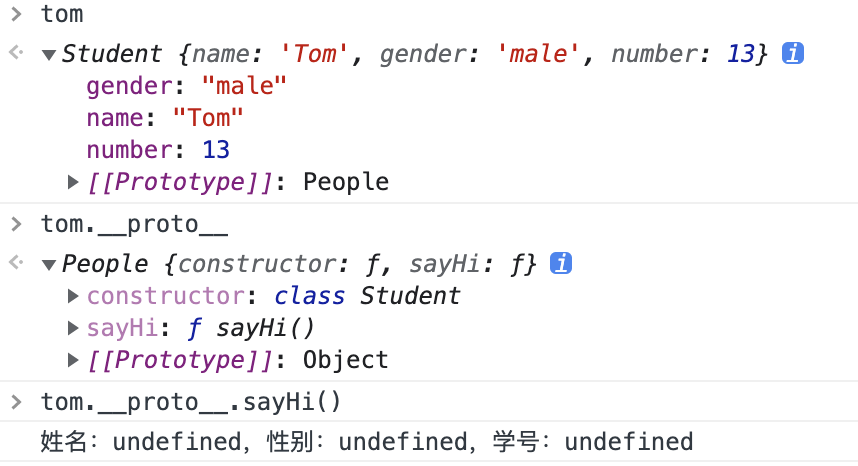 > tom
Student {name: 'Tom', gender: 'male', number: 13} i
gender: "male"
name: "Tom"
number: 13
[[Prototype]]: People
> tom.__proto__
People {constructor: ƒ, sayHi: ƒ} i
constructor: class Student
sayHi: ƒ sayHi()
[[Prototype]]: Object
> tom.__proto__.sayHi()
姓名：undefined，性别：undefined，学号：undefined